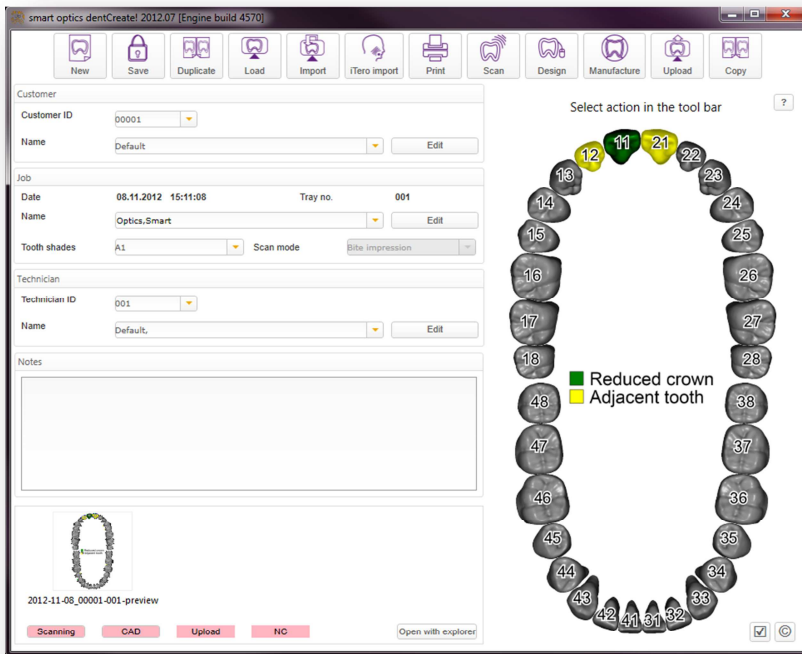 smart optics dentCreate! 2012.07 [Engine build 4570]
New Save Duplicate Load Import iTero import Print Scan Design Manufacture Upload Copy
Customer
Customer ID 00001
Name Default Edit
Job
Date 08.11.2012 15:11:08 Tray no. 001
Name Optics,Smart Edit
Tooth shades A1 Scan mode Bite impression
Technician
Technician ID 001
Name Default, Edit
Notes
2012-11-08_00001-001-preview
Scanning CAD Upload NC Open with explorer
Select action in the tool bar ?
12 11 21 22
13 23
14 24
15 25
16 26
17 27
18 28
Reduced crown
Adjacent tooth
48 38
47 37
46 36
45 35
44 34
43 33
42 41 31 32
©